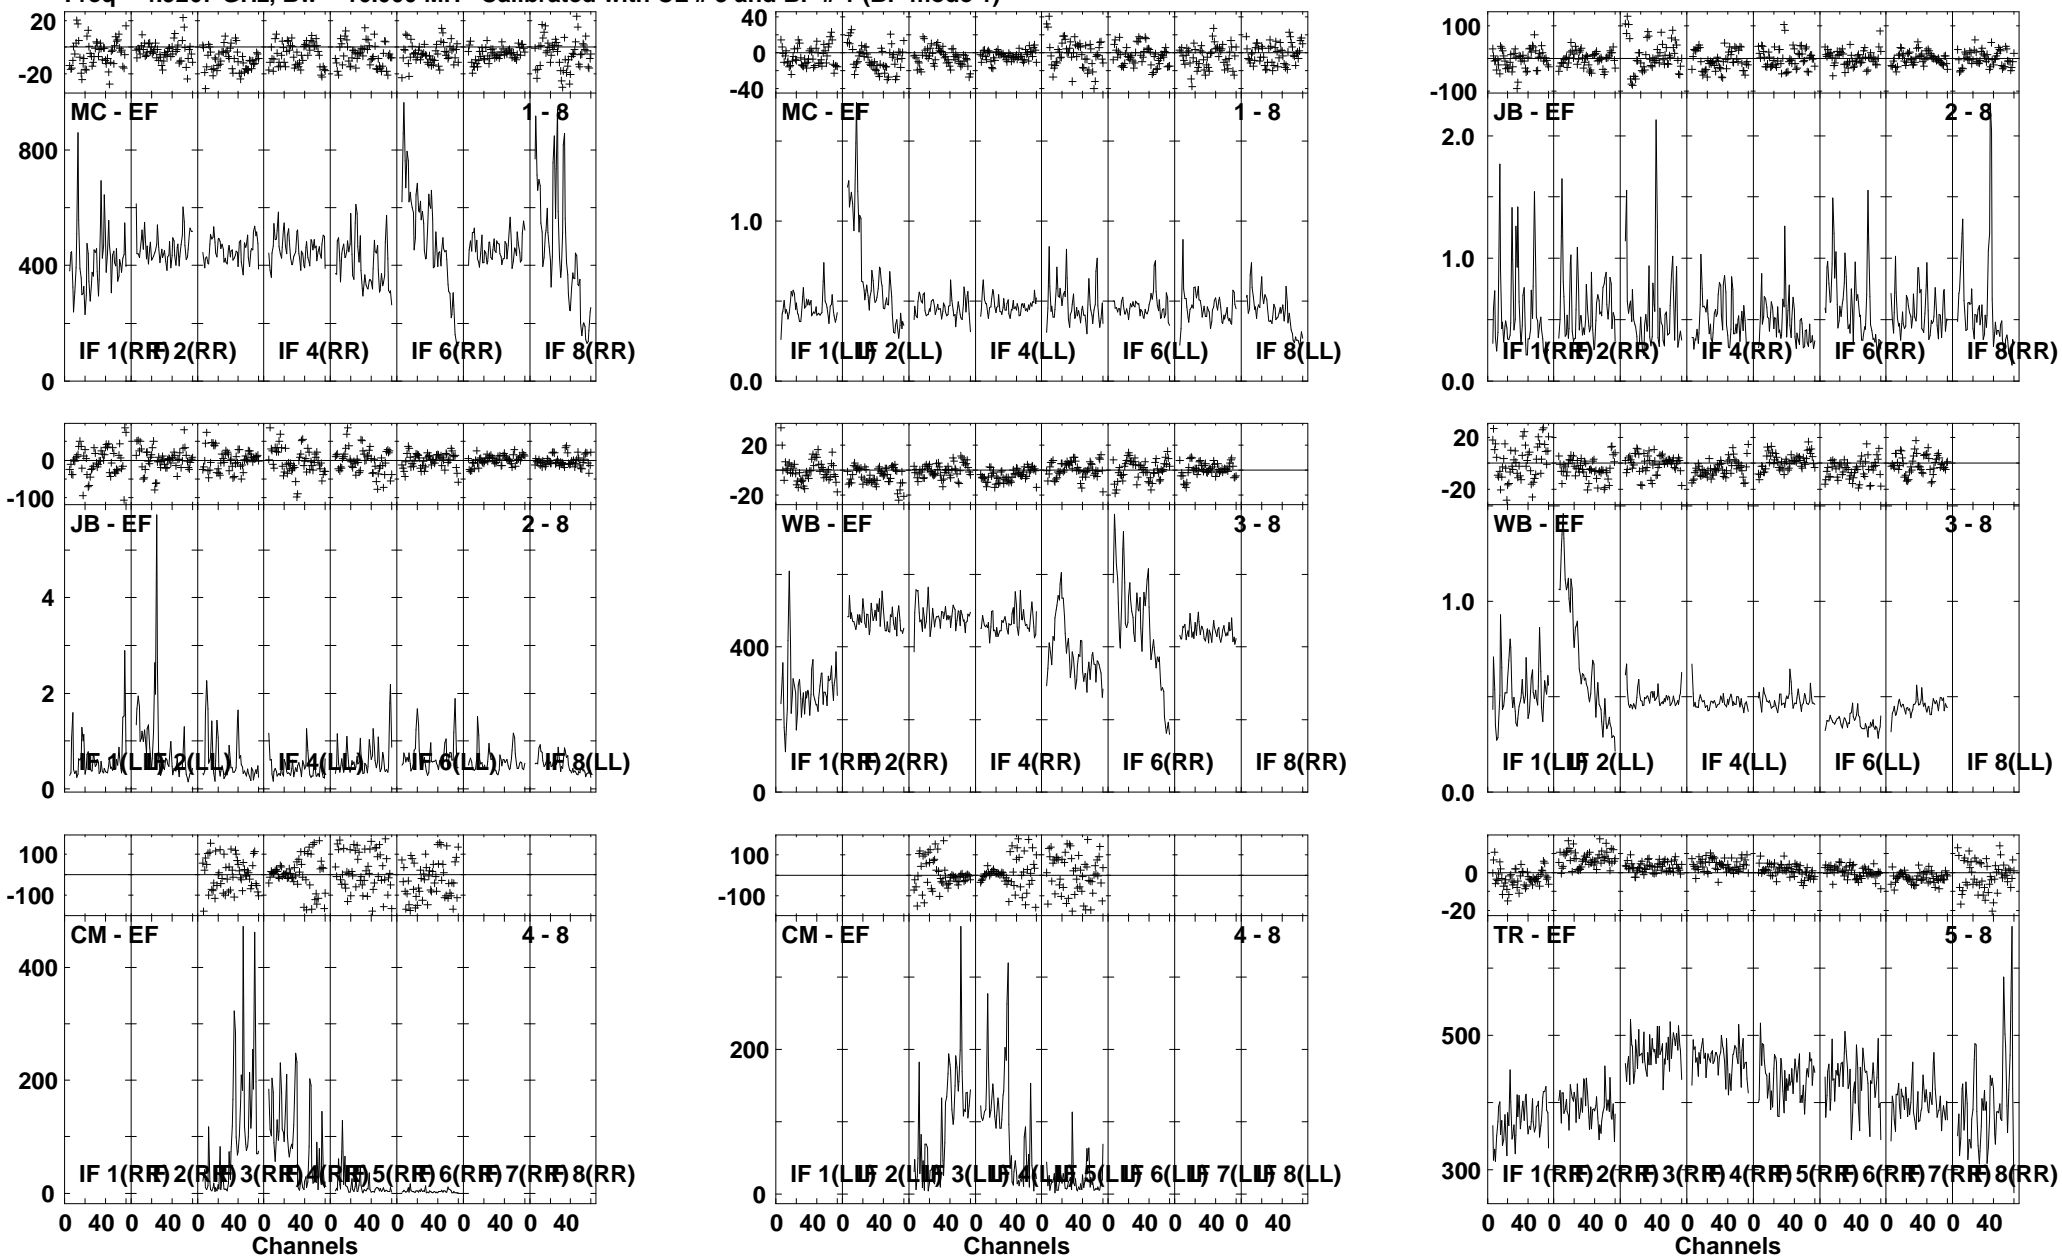 20
-20
MC - EF
1 - 8
800
400
0
IF 1(RR)
IF 2(RR)
IF 4(RR)
IF 6(RR)
IF 8(RR)
40
0
-40
MC - EF
1 - 8
1.0
0.0
IF 1(LL)
IF 2(LL)
IF 4(LL)
IF 6(LL)
IF 8(LL)
100
-100
JB - EF
2 - 8
2.0
1.0
0.0
IF 1(RR)
IF 2(RR)
IF 4(RR)
IF 6(RR)
IF 8(RR)
0
-100
JB - EF
2 - 8
4
2
0
IF 1(LL)
IF 2(LL)
IF 4(LL)
IF 6(LL)
IF 8(LL)
20
-20
WB - EF
3 - 8
400
0
IF 1(RR)
IF 2(RR)
IF 4(RR)
IF 6(RR)
IF 8(RR)
20
-20
WB - EF
3 - 8
1.0
0.0
IF 1(LL)
IF 2(LL)
IF 4(LL)
IF 6(LL)
IF 8(LL)
100
-100
CM - EF
4 - 8
400
200
0
IF 1(RR)
IF 2(RR)
IF 3(RR)
IF 4(RR)
IF 5(RR)
IF 6(RR)
IF 7(RR)
IF 8(RR)
0 40 0 40 0 40 0 40 0 40 0 40 0 40 0 40
Channels
100
-100
CM - EF
4 - 8
200
0
IF 1(LL)
IF 2(LL)
IF 3(LL)
IF 4(LL)
IF 5(LL)
IF 6(LL)
IF 7(LL)
IF 8(LL)
0 40 0 40 0 40 0 40 0 40 0 40 0 40 0 40
Channels
0
-20
TR - EF
5 - 8
500
300
IF 1(RR)
IF 2(RR)
IF 3(RR)
IF 4(RR)
IF 5(RR)
IF 6(RR)
IF 7(RR)
IF 8(RR)
0 40 0 40 0 40 0 40 0 40 0 40 0 40 0 40
Channels